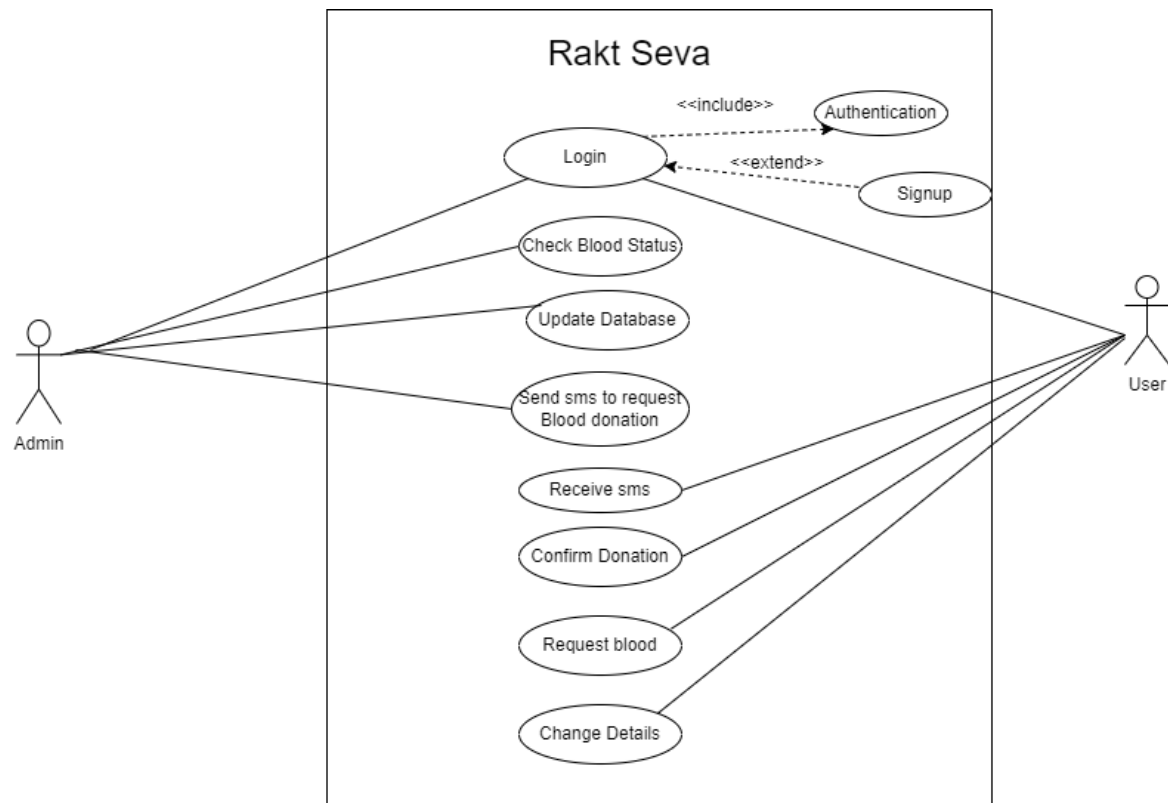 Rakt Seva
<<include>>
Authentication
Login
<<extend>>
Signup
Check Blood Status
Update Database
Send sms to request
Blood donation
Receive sms
Confirm Donation
Request blood
Change Details
Admin
User